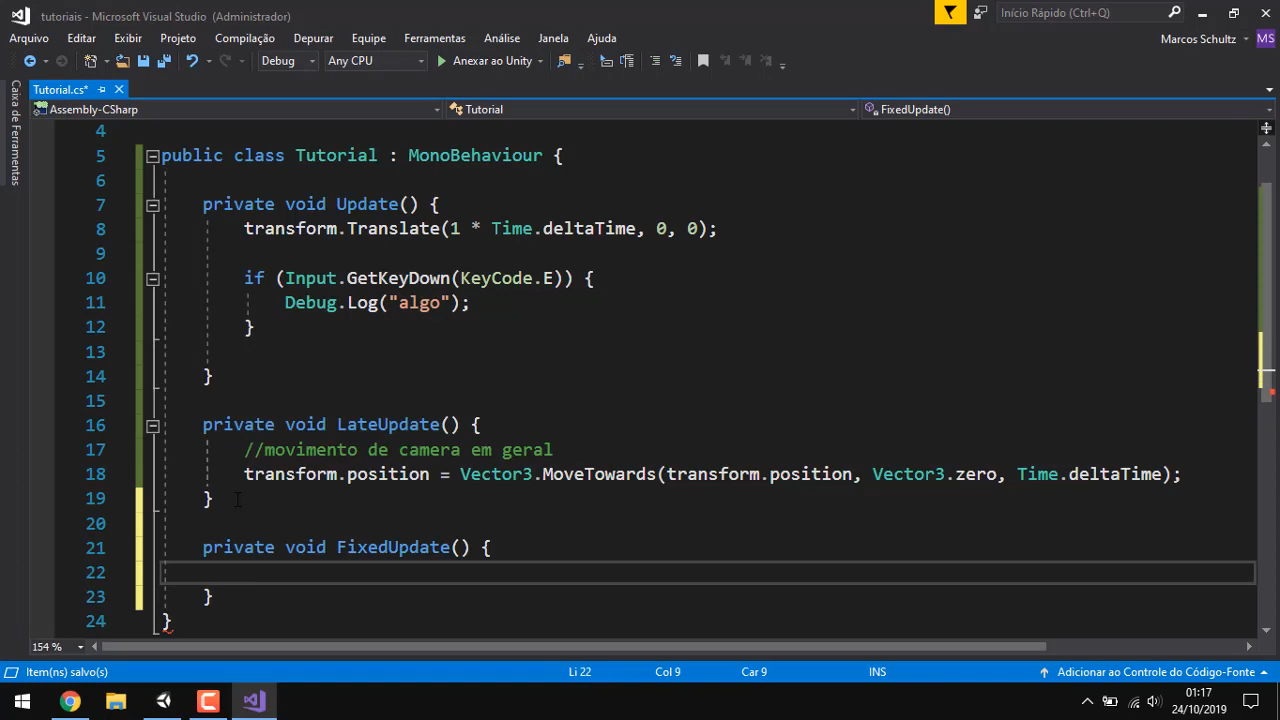 tutoriais - Microsoft Visual Studio (Administrador)
Início Rápido (Ctrl+Q)
Arquivo Editar Exibir Projeto Compilação Depurar Equipe Ferramentas Análise Janela Ajuda
Marcos Schultz MS
Debug Any CPU Anexar ao Unity
Caixa de Ferramentas
Tutorial.cs*
Assembly-CSharp Tutorial FixedUpdate()
4
5 public class Tutorial : MonoBehaviour {
6
7 private void Update() {
8 transform.Translate(1 * Time.deltaTime, 0, 0);
9
10 if (Input.GetKeyDown(KeyCode.E)) {
11 Debug.Log("algo");
12 }
13
14 }
15
16 private void LateUpdate() {
17 //movimento de camera em geral
18 transform.position = Vector3.MoveTowards(transform.position, Vector3.zero, Time.deltaTime);
19 }
20
21 private void FixedUpdate() {
22
23 }
24 }
154 %
Item(ns) salvo(s) Li 22 Col 9 Car 9 INS Adicionar ao Controle do Código-Fonte
01:17
24/10/2019